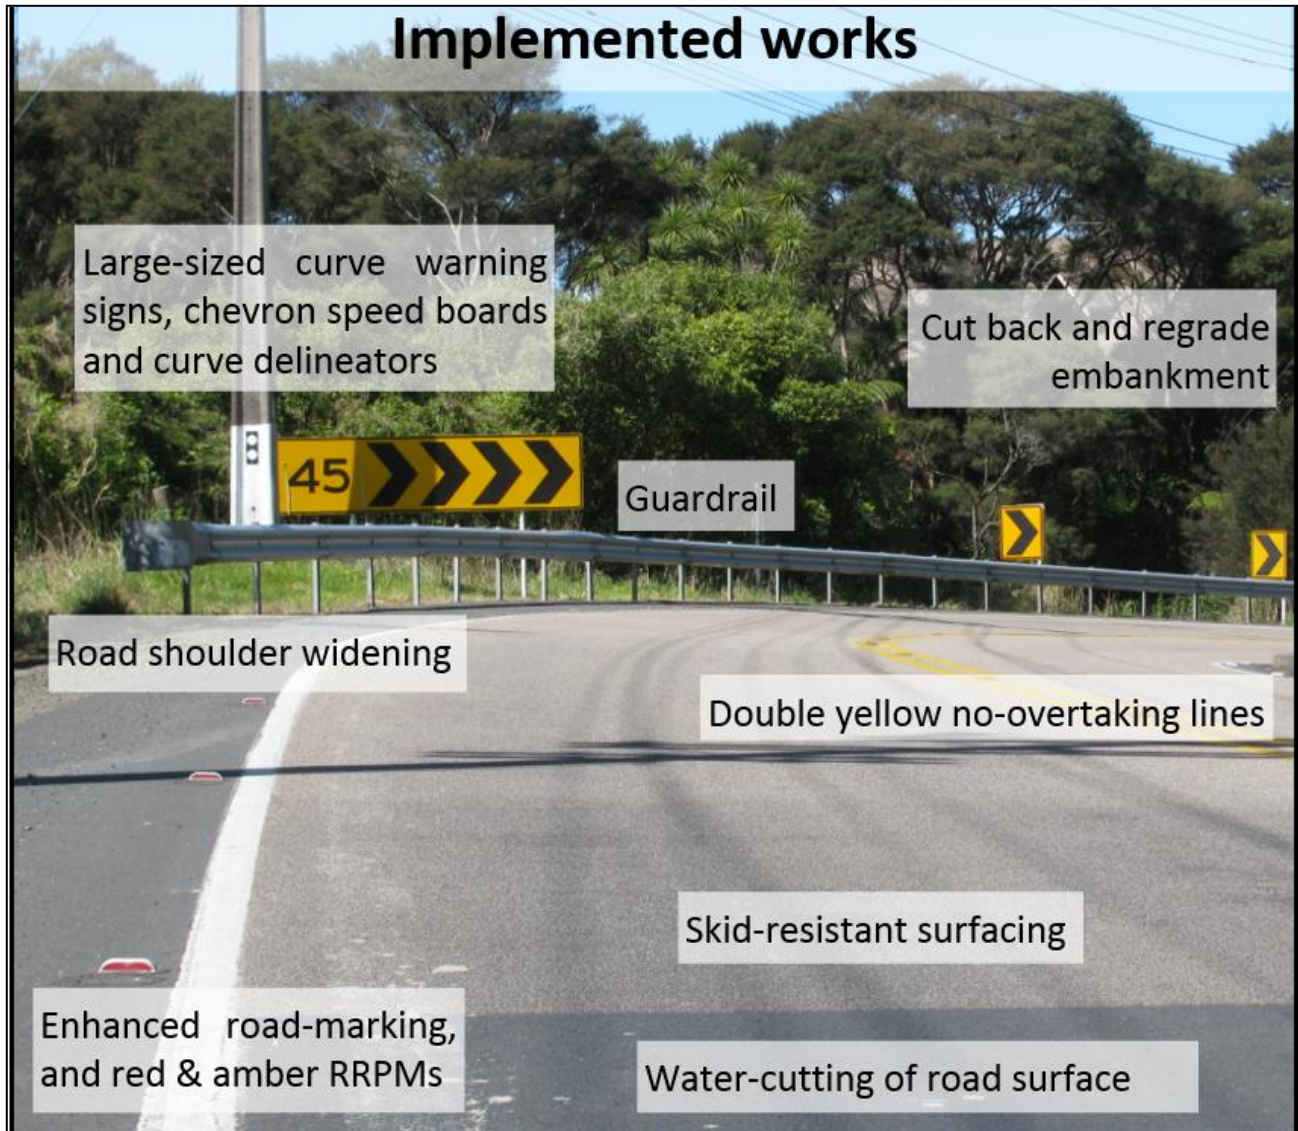 Implemented works
Large-sized curve warning
signs, chevron speed boards
and curve delineators
Cut back and regrade
embankment
45
Guardrail
Road shoulder widening
Double yellow no-overtaking lines
Skid-resistant surfacing
Enhanced road-marking,
and red & amber RRPMs
Water-cutting of road surface